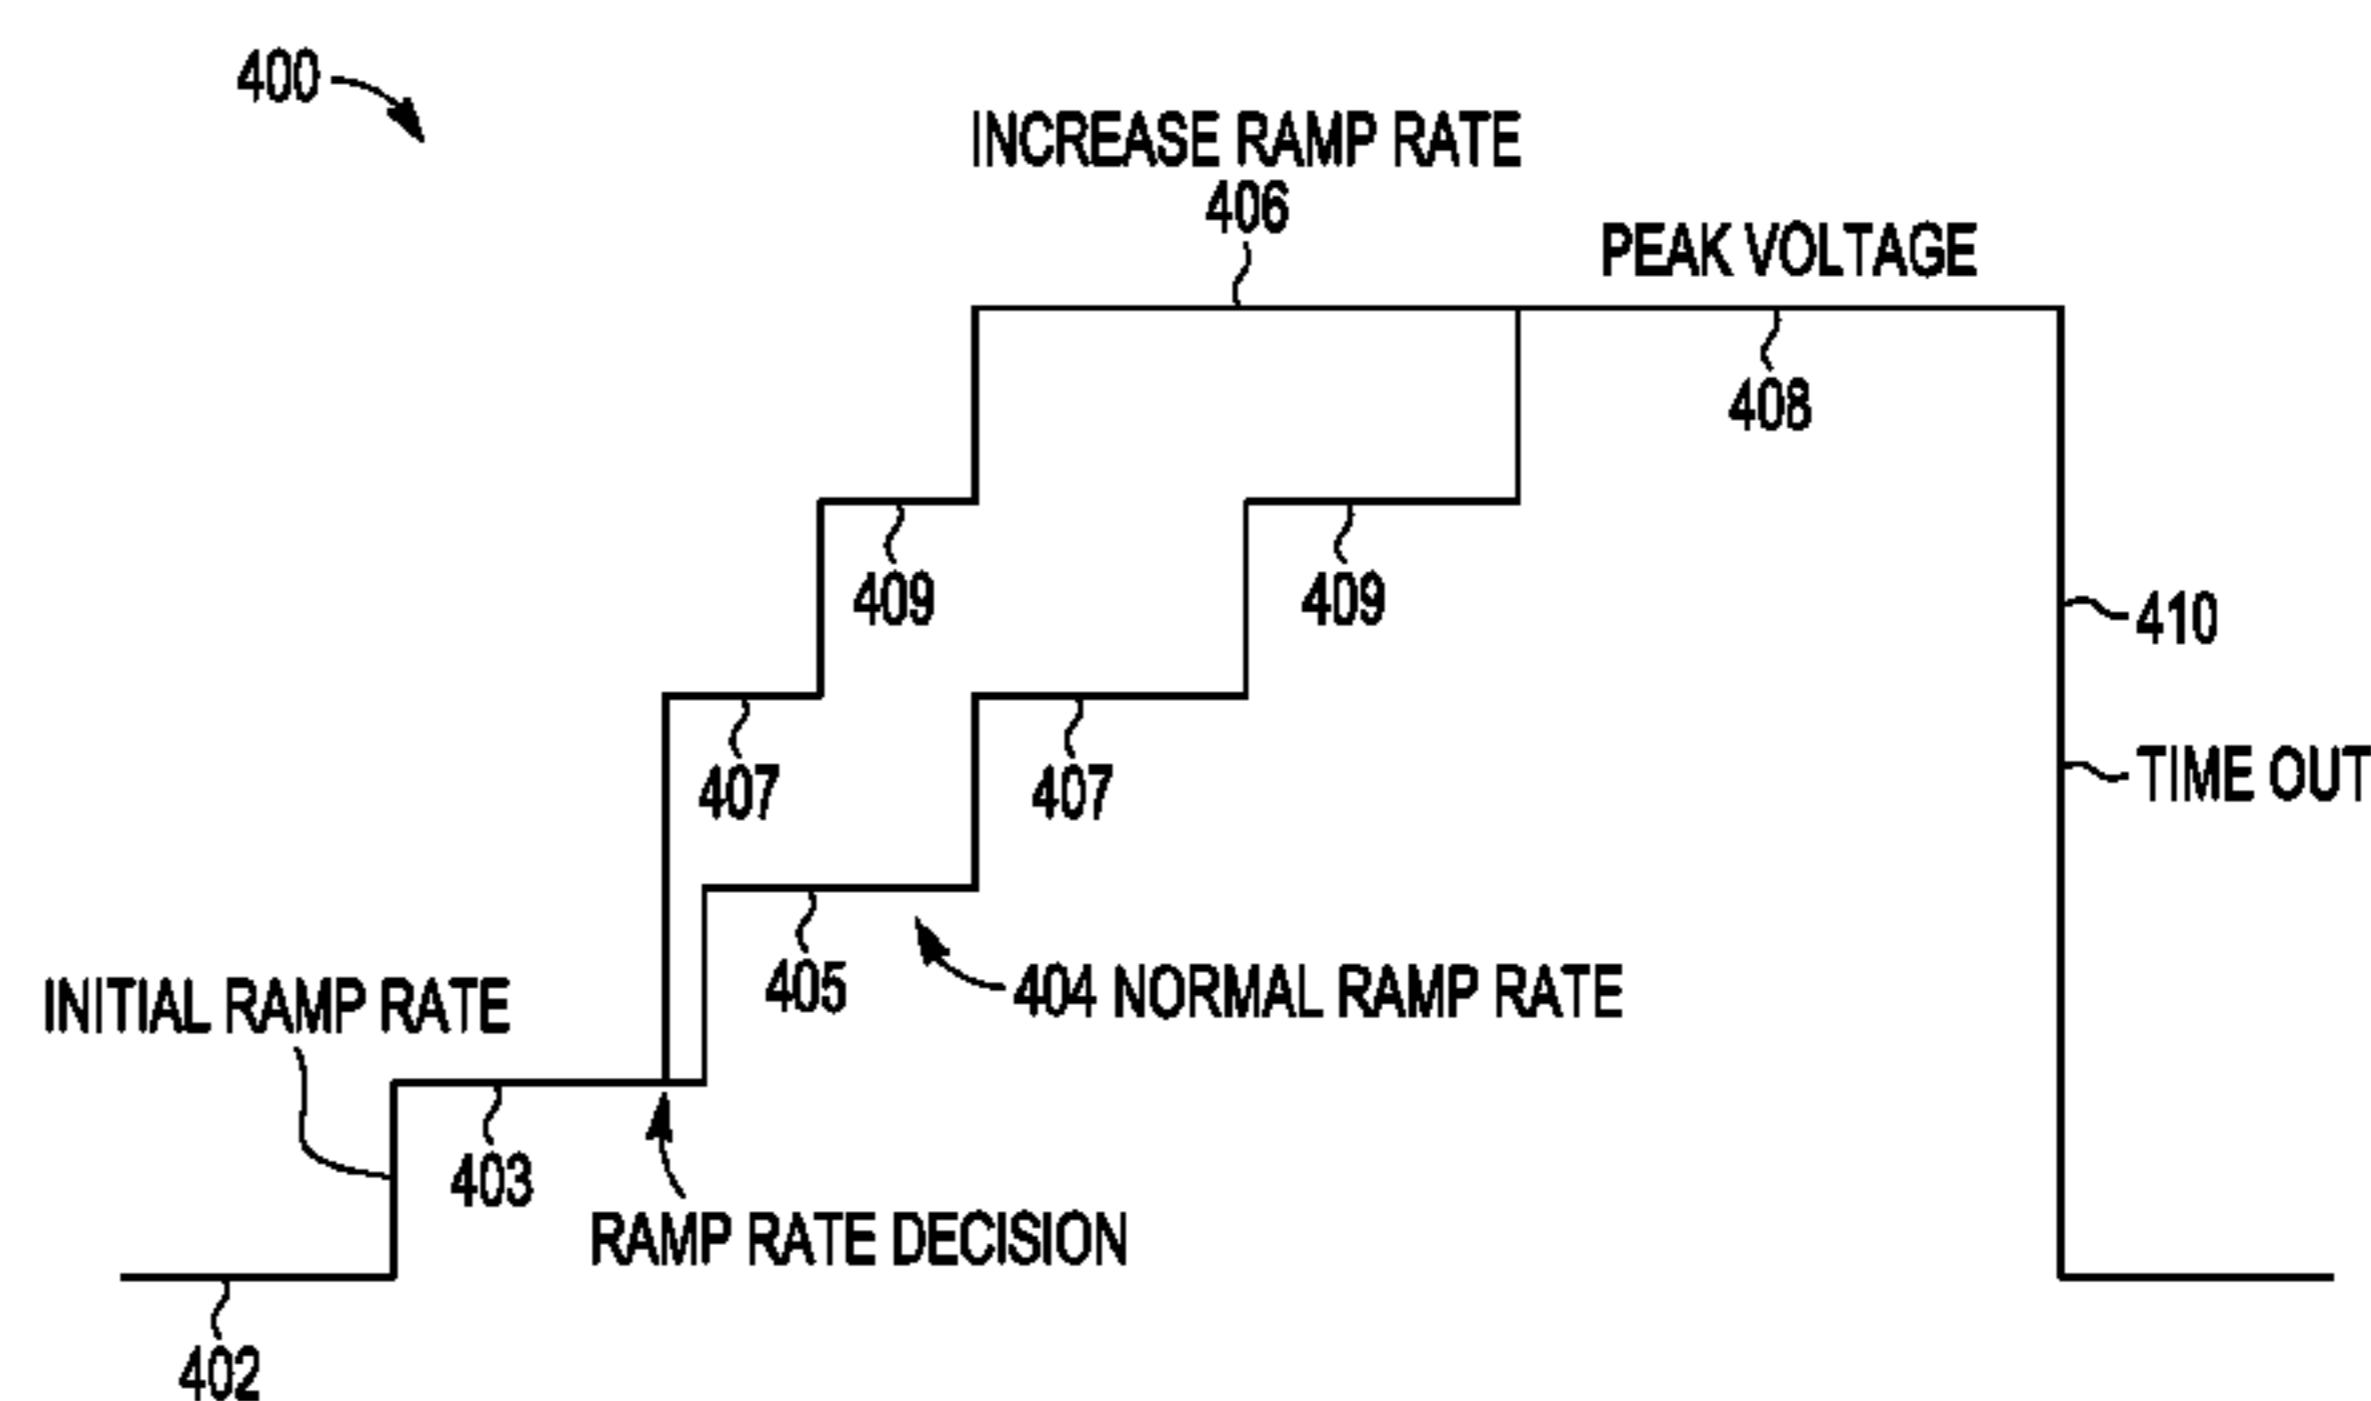 400
INCREASE RAMP RATE
406
PEAK VOLTAGE
408
409
409
410
407
407
TIME OUT
405
404 NORMAL RAMP RATE
INITIAL RAMP RATE
403
RAMP RATE DECISION
402